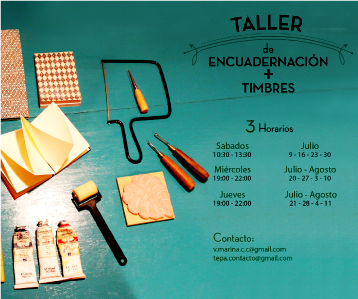 TALLER
de
ENCUADERNACIÓN
+
TIMBRES
3 Horarios
Sabados Julio
10:30 - 13:30 9 - 16 - 23 - 30
Miércoles Julio - Agosto
19:00 - 22:00 20 - 27 - 3 - 10
Jueves Julio - Agosto
19:00 - 22:00 21 - 28 - 4 - 11
Contacto:
v.marina.c.c@gmail.com
tepa.contacto@gmail.com